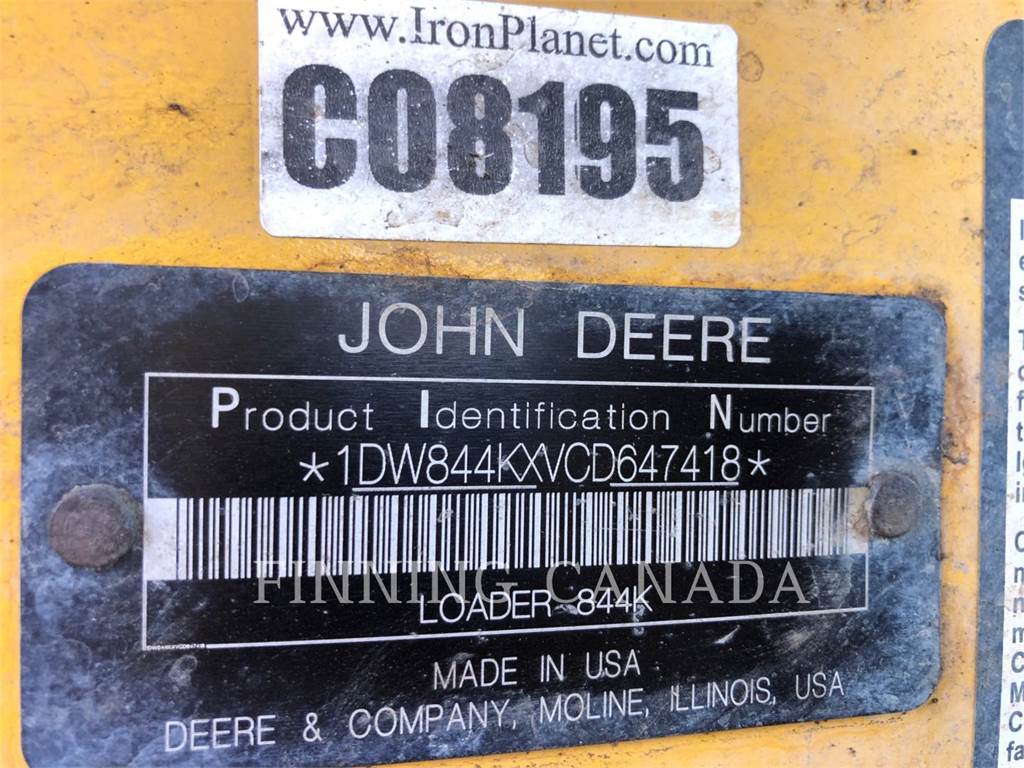 www.IronPlanet.com
C08195
JOHN DEERE
Product Identification Number
*1DW844KXVCD647418*
FINNING CANADA
LOADER 844K
MADE IN USA
DEERE & COMPANY, MOLINE, ILLINOIS, USA